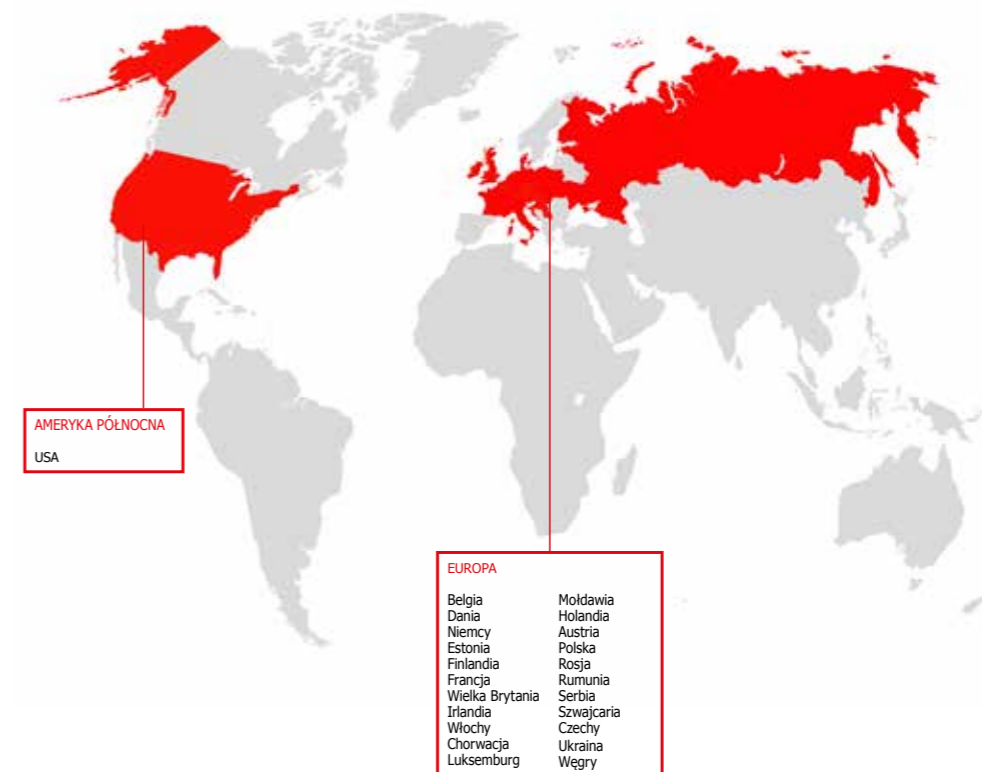 AMERYKA PÓŁNOCNA
USA
EUROPA
Belgia
Dania
Niemcy
Estonia
Finlandia
Francja
Wielka Brytania
Irlandia
Włochy
Chorwacja
Luksemburg
Mołdawia
Holandia
Austria
Polska
Rosja
Rumunia
Serbia
Szwajcaria
Czechy
Ukraina
Węgry